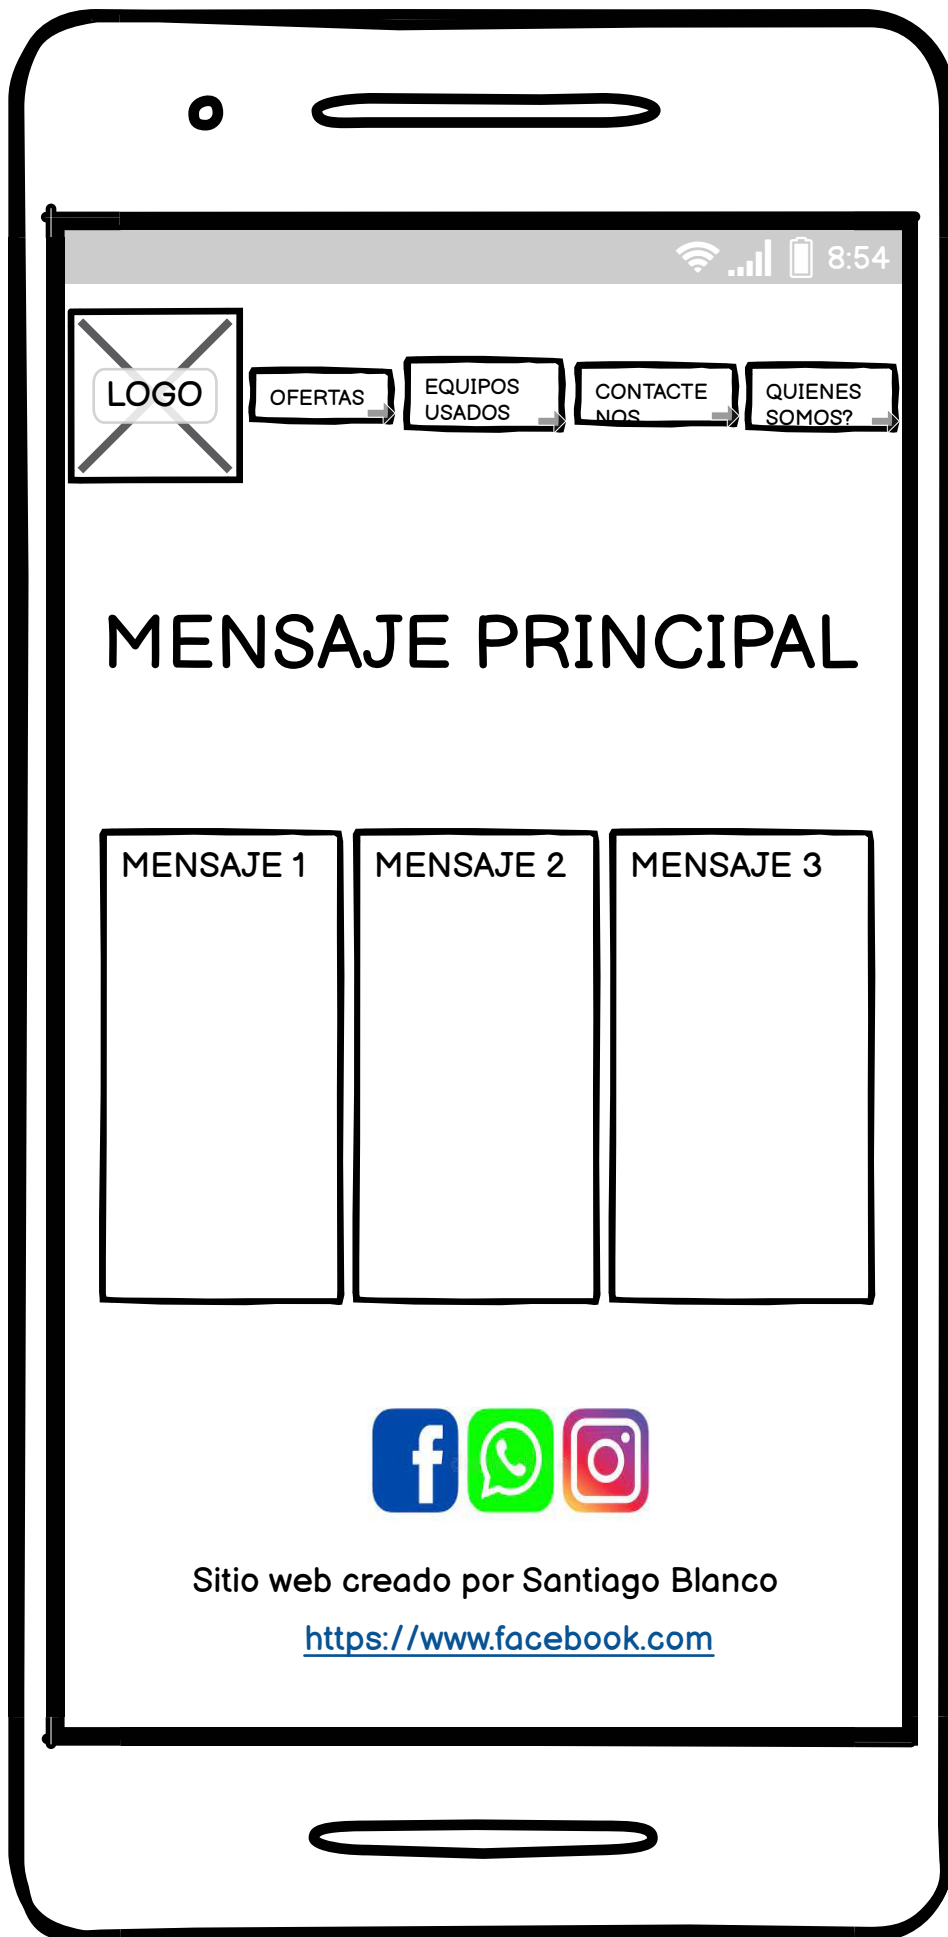 8:54
LOGO
OFERTAS
EQUIPOS
USADOS
CONTACTE
NOS
QUIENES
SOMOS?
MENSAJE PRINCIPAL
MENSAJE 1
MENSAJE 2
MENSAJE 3
Sitio web creado por Santiago Blanco
https://www.facebook.com